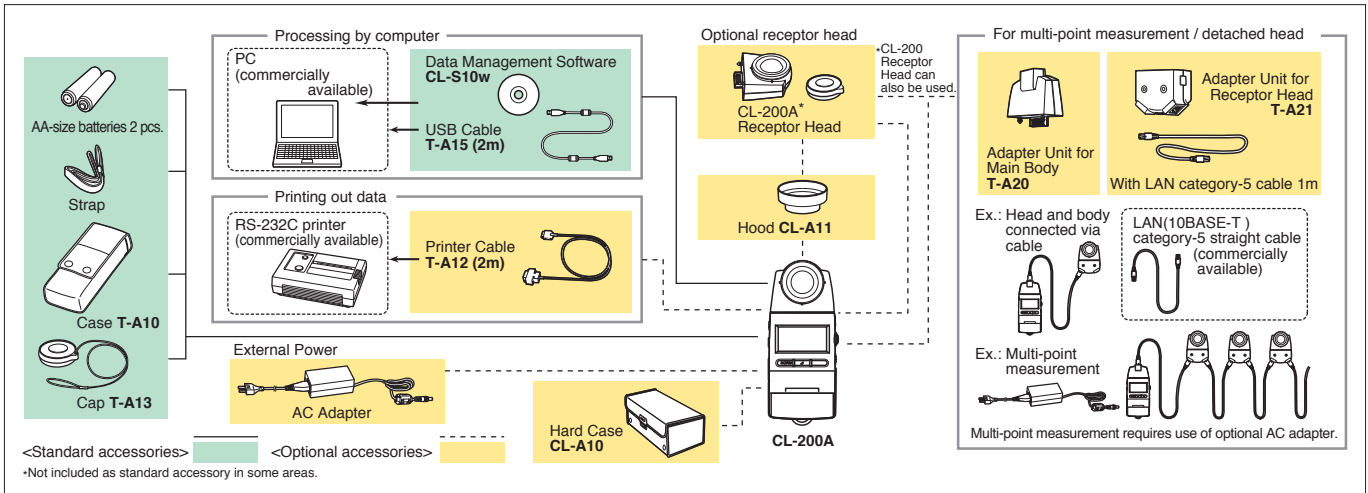 AA-size batteries 2 pcs.
Strap
Case T-A10
Cap T-A13
Processing by computer
PC
(commercially
available)
Data Management Software
CL-S10w
USB Cable
T-A15 (2m)
Printing out data
RS-232C printer
(commercially available)
Printer Cable
T-A12 (2m)
External Power
AC Adapter
Hard Case
CL-A10
Optional receptor head
CL-200A*
Receptor Head
*CL-200
Receptor
Head can
also be used.
Hood CL-A11
CL-200A
For multi-point measurement / detached head
Adapter Unit for
Main Body
T-A20
Adapter Unit for
Receptor Head
T-A21
With LAN category-5 cable 1m
Ex.: Head and body
connected via
cable
LAN(10BASE-T )
category-5 straight cable
(commercially
available)
Ex.: Multi-point
measurement
Multi-point measurement requires use of optional AC adapter.
<Standard accessories>
<Optional accessories>
*Not included as standard accessory in some areas.